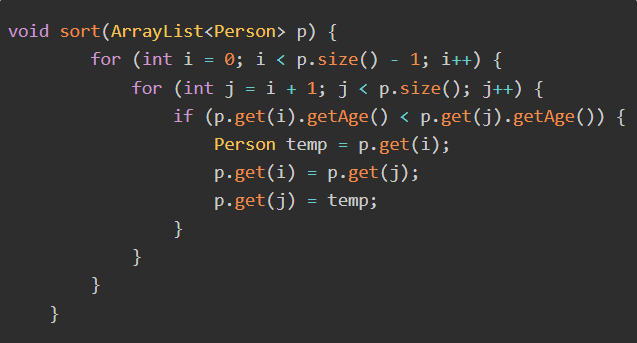 void sort(ArrayList<Person> p) {
        for (int i = 0; i < p.size() - 1; i++) {
            for (int j = i + 1; j < p.size(); j++) {
                if (p.get(i).getAge() < p.get(j).getAge()) {
                    Person temp = p.get(i);
                    p.get(i) = p.get(j);
                    p.get(j) = temp;
                }
            }
        }
    }